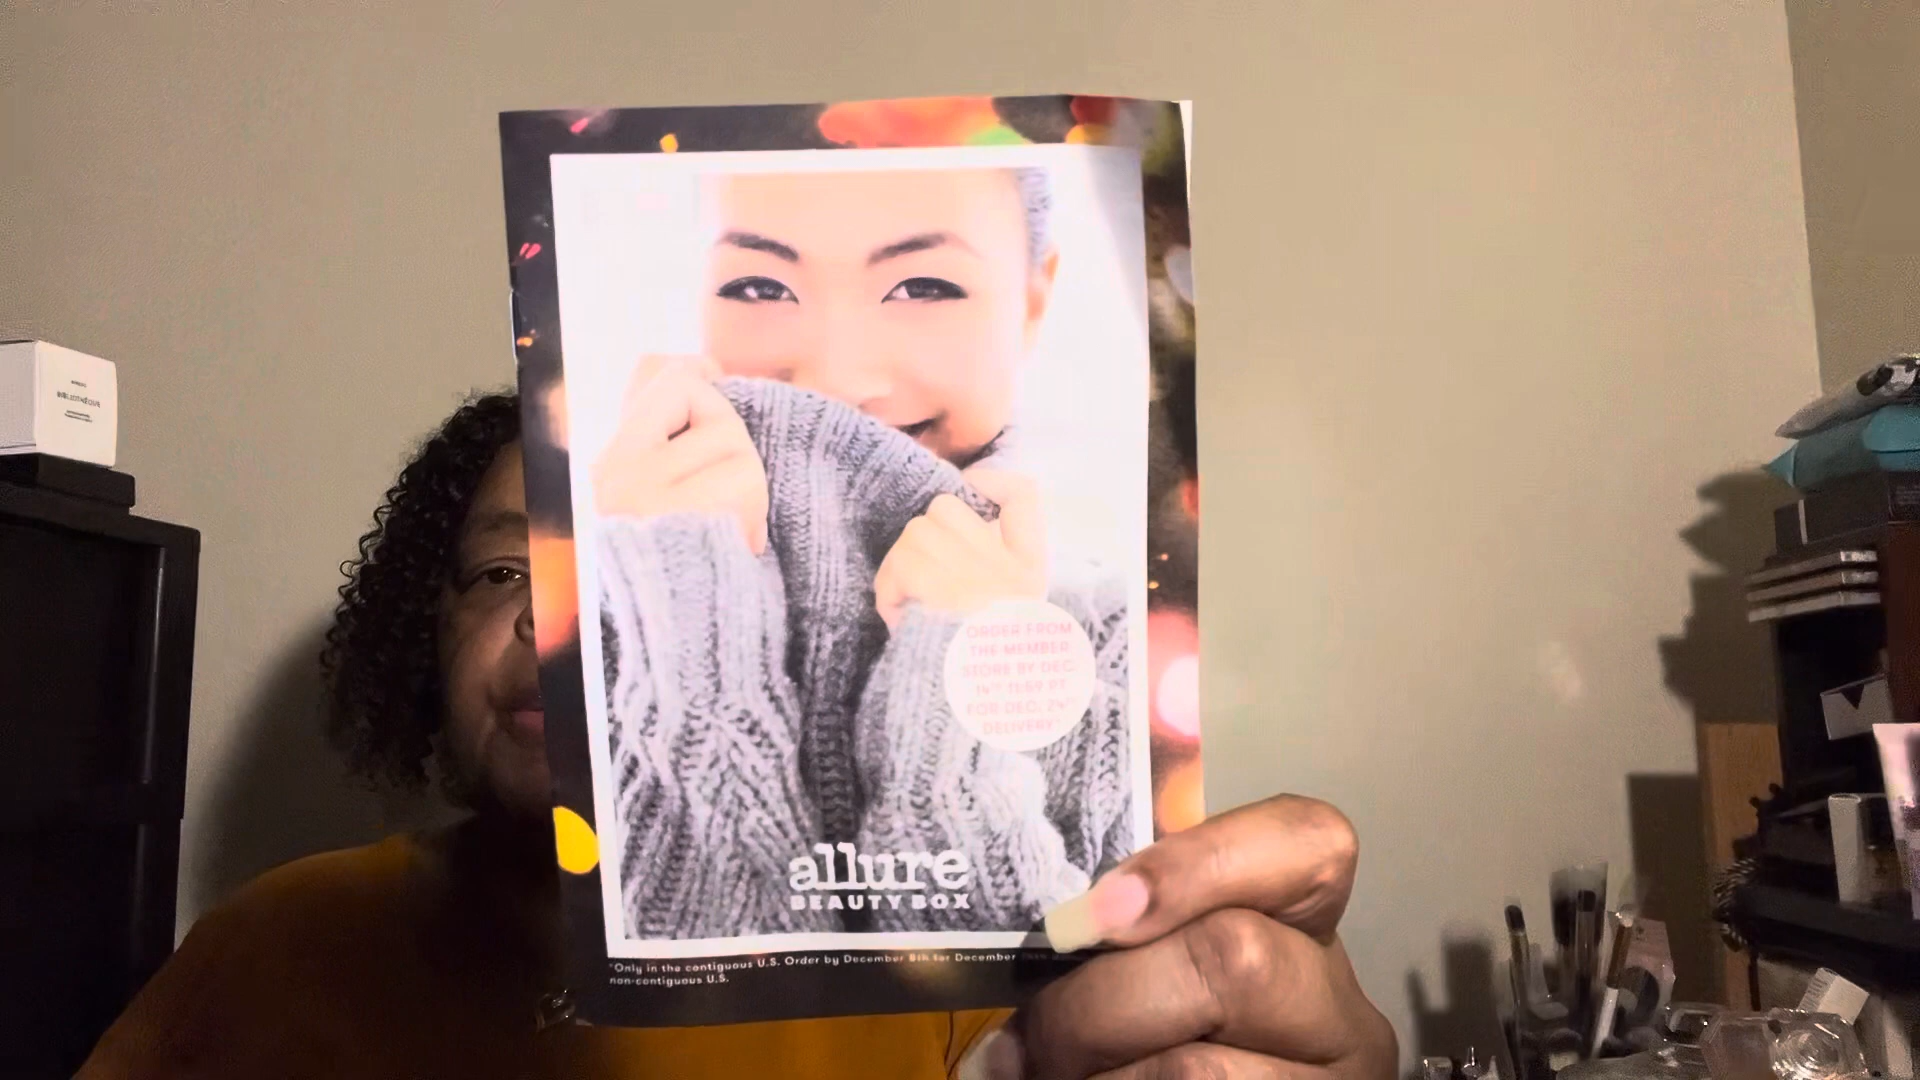 BIBLIOTHÈQUE
ORDER FROM
THE MEMBER
STORE BY DEC.
14TH 11:59 PT
FOR DEC. 24TH
DELIVERY*
allure
BEAUTY BOX
*Only in the contiguous U.S. Order by December 8th for December
non-contiguous U.S.